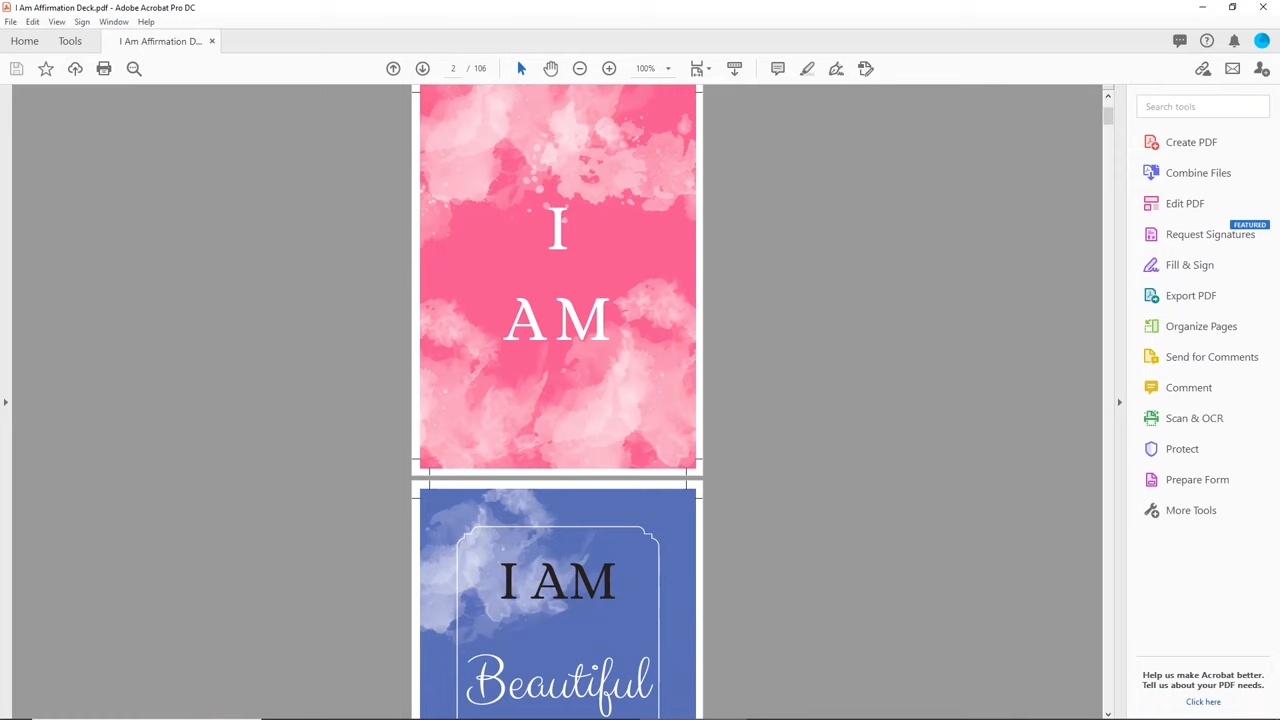 I Am Affirmation Deck.pdf - Adobe Acrobat Pro DC
File Edit View Window Sign Help
Home Tools I Am Affirmation D... ×
2 / 106 100%
I
AM
I AM
Beautiful
Search tools
Create PDF
Combine Files
Edit PDF
FEATURED
Request Signatures
Fill & Sign
Export PDF
Organize Pages
Send for Comments
Comment
Scan & OCR
Protect
Prepare Form
More Tools
Help us make Acrobat better.
Tell us about your PDF needs.
Click here